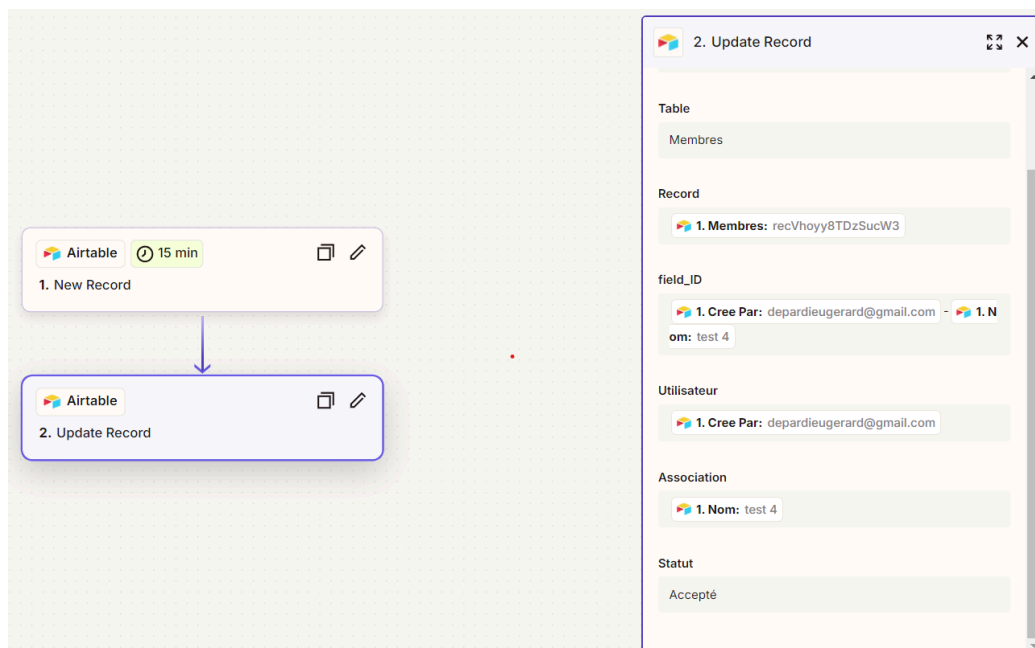 Airtable 15 min
1. New Record
Airtable
2. Update Record
2. Update Record
Table
Membres
Record
1. Membres: recVhoyy8TDzSucW3
field_ID
1. Cree Par: depardieugerard@gmail.com - 1. N
om: test 4
Utilisateur
1. Cree Par: depardieugerard@gmail.com
Association
1. Nom: test 4
Statut
Accepté